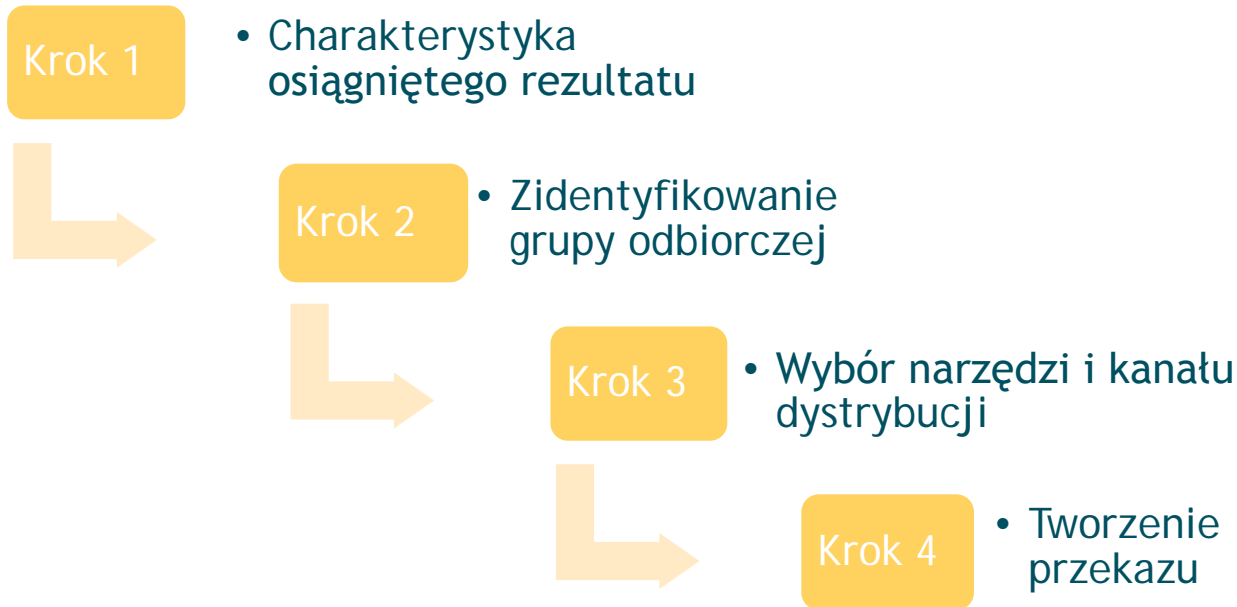 Krok 1
• Charakterystyka
osiągniętego rezultatu
Krok 2
• Zidentyfikowanie
grupy odbiorczej
Krok 3
• Wybór narzędzi i kanału
dystrybucji
Krok 4
• Tworzenie
przekazu